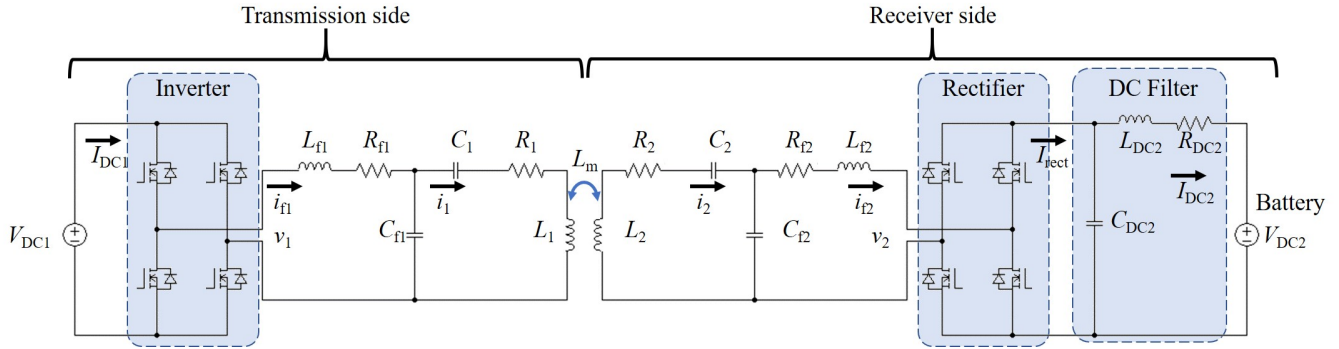 Transmission side
Receiver side
Inverter
Rectifier
DC Filter
I_DC1
L_f1
R_f1
C_1
R_1
L_m
R_2
C_2
R_f2
L_f2
I_rect
L_DC2
R_DC2
i_f1
i_1
i_2
i_f2
I_DC2
Battery
V_DC1
v_1
C_f1
L_1
L_2
C_f2
v_2
C_DC2
V_DC2